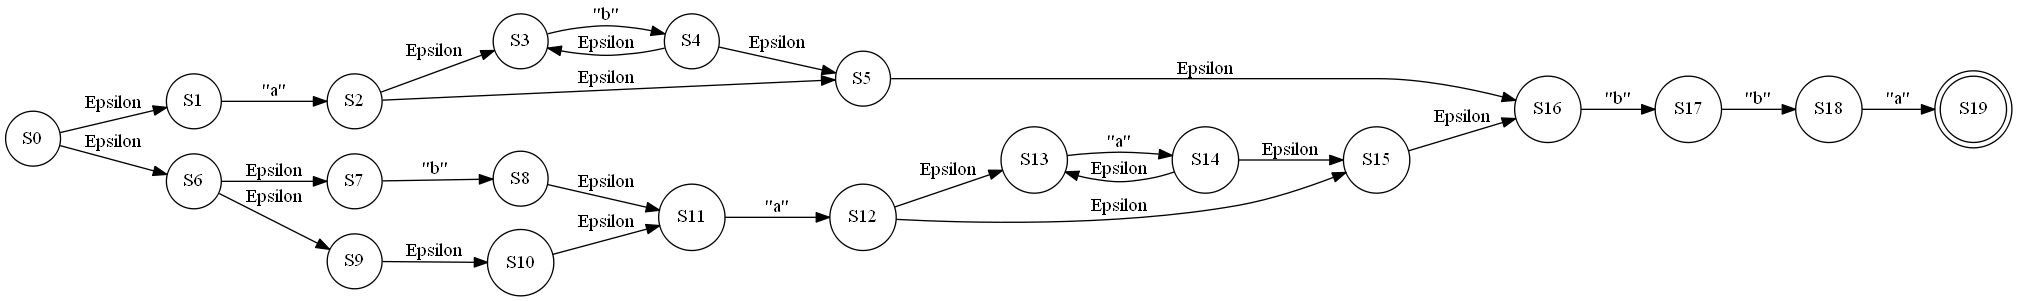 "b"
S3
S4
Epsilon
Epsilon
Epsilon
Epsilon
S5
Epsilon
Epsilon
S1
"a"
S2
S0
Epsilon
Epsilon
S6
Epsilon
S7
"b"
S8
Epsilon
Epsilon
S9
Epsilon
S10
Epsilon
S11
"a"
S12
Epsilon
S13
"a"
Epsilon
S14
Epsilon
S15
Epsilon
Epsilon
S16
"b"
S17
"b"
S18
"a"
S19